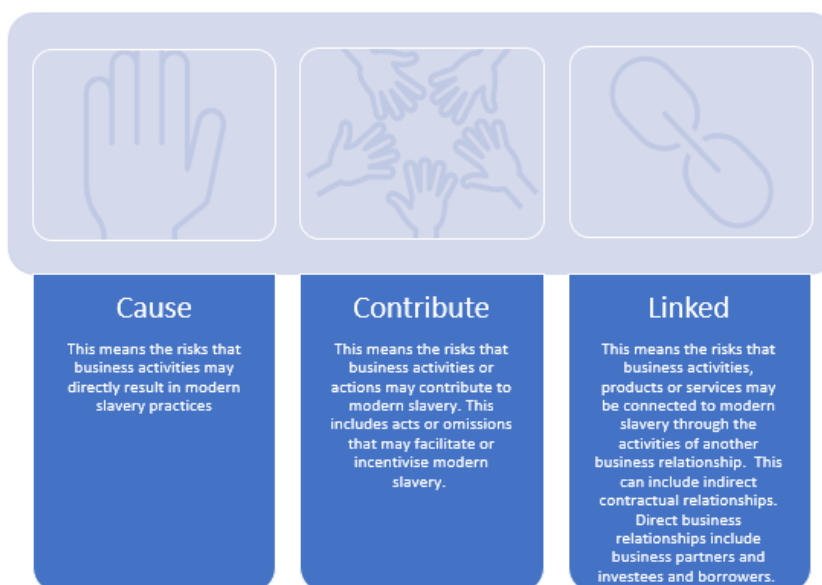 Cause
This means the risks that
business activities may
directly result in modern
slavery practices
Contribute
This means the risks that
business activities or
actions may contribute to
modern slavery. This
includes acts or omissions
that may facilitate or
incentivise modern
slavery.
Linked
This means the risks that
business activities,
products or services may
be connected to modern
slavery through the
activities of another
business relationship. This
can include indirect
contractual relationships.
Direct business
relationships include
business partners and
investees and borrowers.